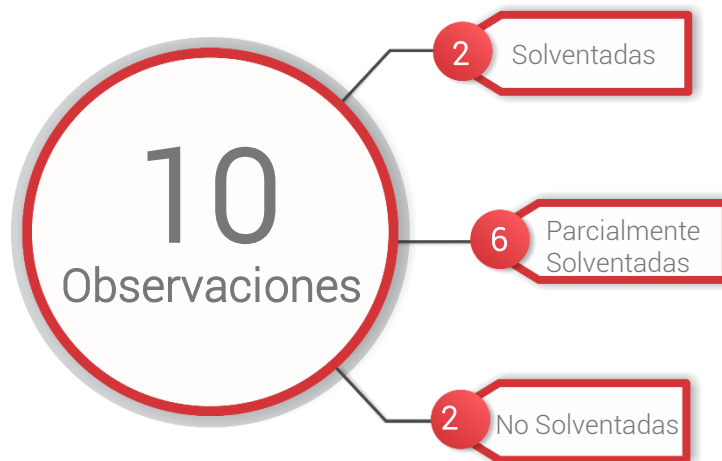 10
Observaciones
2
Solventadas
6
Parcialmente
Solventadas
2
No Solventadas